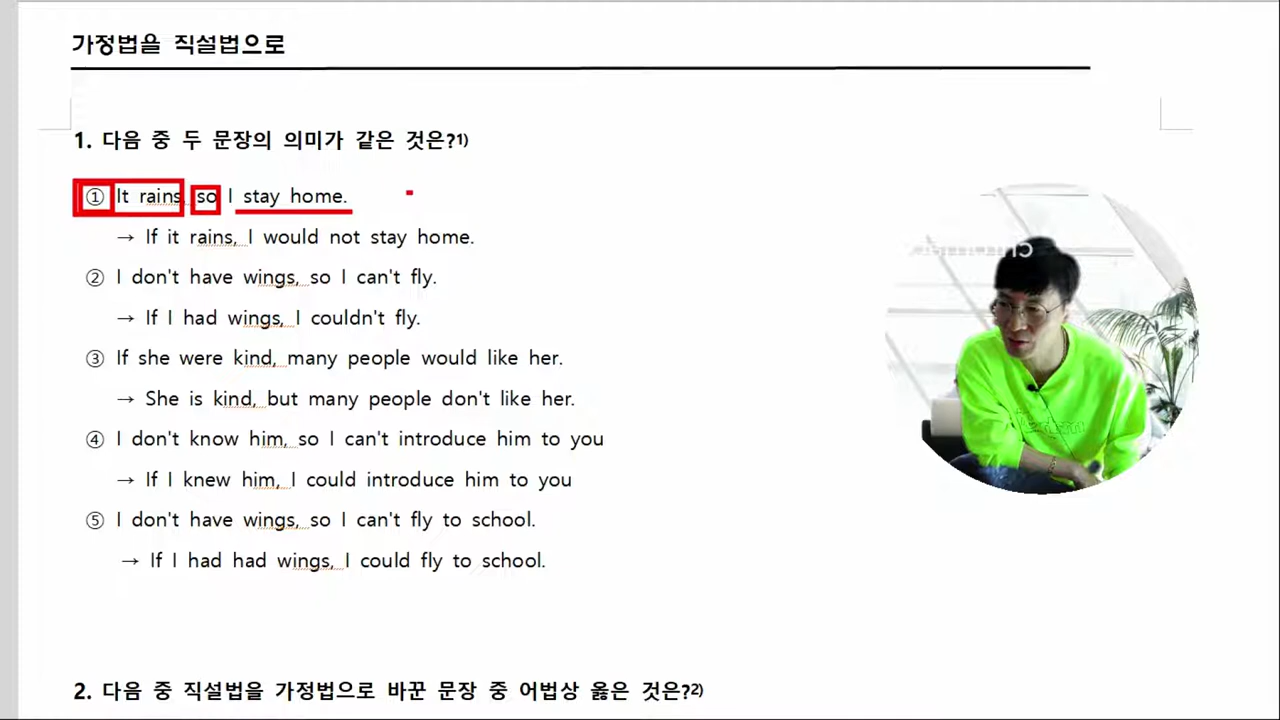 가정법을 직설법으로
1. 다음 중 두 문장의 의미가 같은 것은?1)
① It rains, so I stay home.
→ If it rains, I would not stay home.
② I don't have wings, so I can't fly.
→ If I had wings, I couldn't fly.
③ If she were kind, many people would like her.
→ She is kind, but many people don't like her.
④ I don't know him, so I can't introduce him to you
→ If I knew him, I could introduce him to you
⑤ I don't have wings, so I can't fly to school.
→ If I had had wings, I could fly to school.
2. 다음 중 직설법을 가정법으로 바꾼 문장 중 어법상 옳은 것은?2)